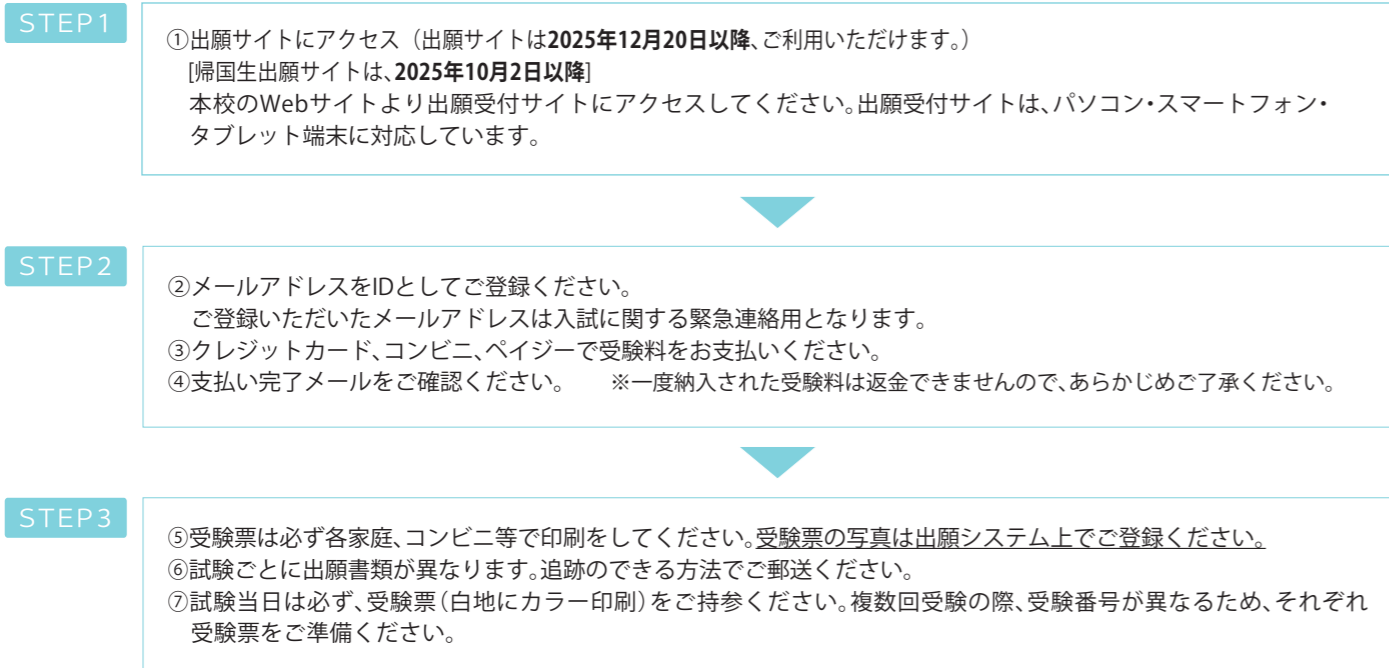 STEP1
①出願サイトにアクセス（出願サイトは2025年12月20日以降、ご利用いただけます。）
[帰国生出願サイトは、2025年10月2日以降]
本校のWebサイトより出願受付サイトにアクセスしてください。出願受付サイトは、パソコン・スマートフォン・
タブレット端末に対応しています。
STEP2
②メールアドレスをIDとしてご登録ください。
ご登録いただいたメールアドレスは入試に関する緊急連絡用となります。
③クレジットカード、コンビニ、ペイジーで受験料をお支払いください。
④支払い完了メールをご確認ください。　※一度納入された受験料は返金できませんので、あらかじめご了承ください。
STEP3
⑤受験票は必ず各家庭、コンビニ等で印刷をしてください。受験票の写真は出願システム上でご登録ください。
⑥試験ごとに出願書類が異なります。追跡のできる方法でご郵送ください。
⑦試験当日は必ず、受験票（白地にカラー印刷）をご持参ください。複数回受験の際、受験番号が異なるため、それぞれ
受験票をご準備ください。